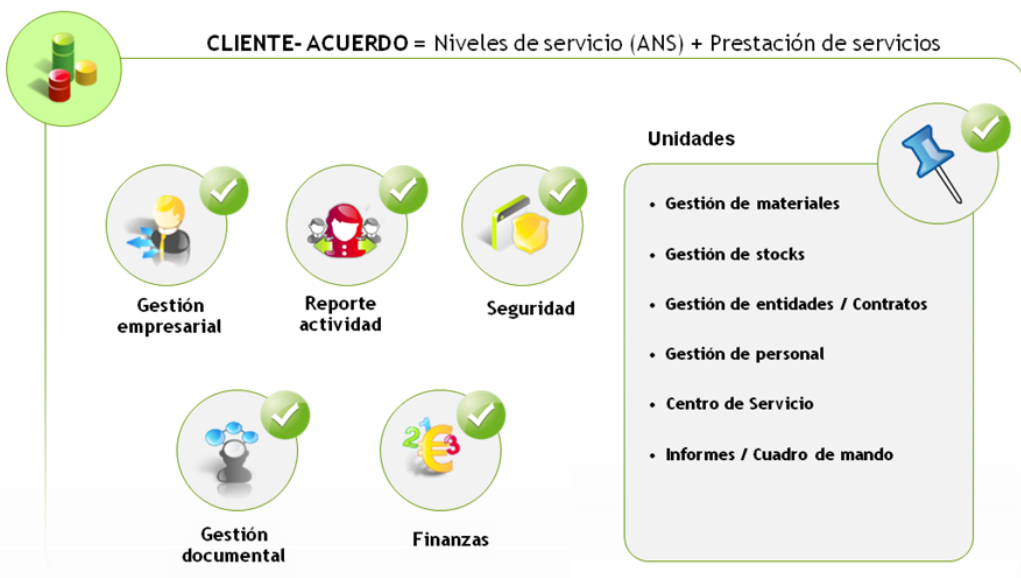 CLIENTE- ACUERDO = Niveles de servicio (ANS) + Prestación de servicios
Gestión
empresarial
Reporte
actividad
Seguridad
Gestión
documental
213
Finanzas
Unidades
• Gestión de materiales
• Gestión de stocks
• Gestión de entidades / Contratos
• Gestión de personal
• Centro de Servicio
• Informes / Cuadro de mando